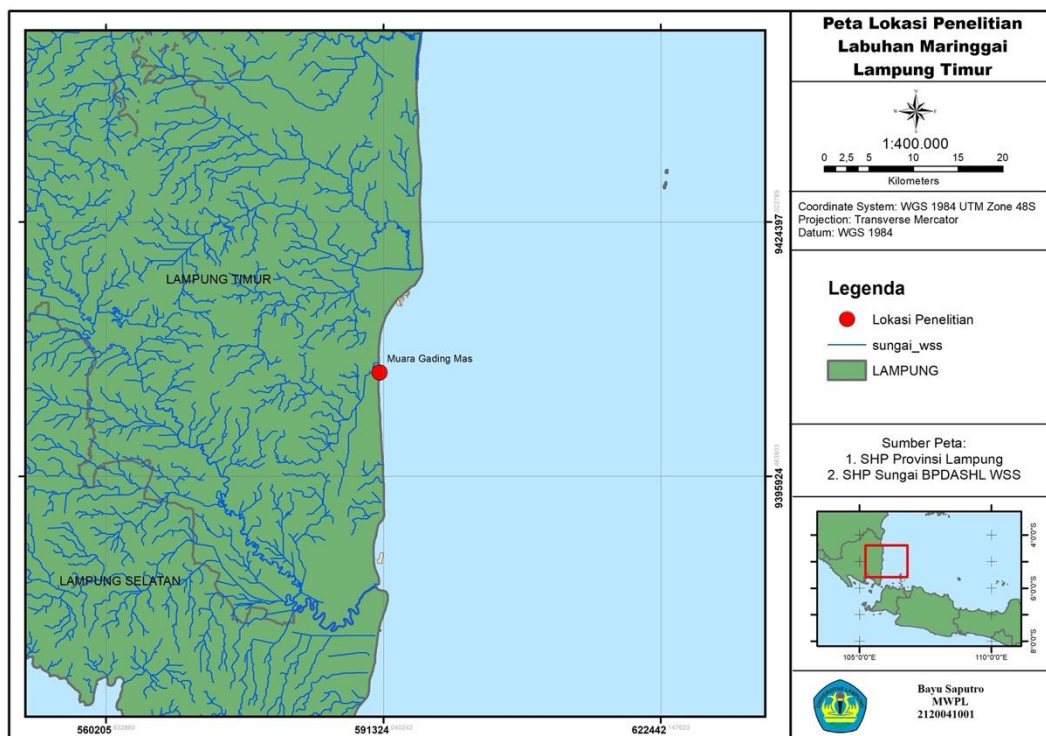 Peta Lokasi Penelitian
Labuhan Maringgai
Lampung Timur
1:400.000
0 2,5 5 10 15 20
Kilometers
Coordinate System: WGS 1984 UTM Zone 48S
Projection: Transverse Mercator
Datum: WGS 1984
Legenda
Lokasi Penelitian
sungai_wss
LAMPUNG
Sumber Peta:
1. SHP Provinsi Lampung
2. SHP Sungai BPDASHL WSS
4°0'0"S
6°0'0"S
8°0'0"S
105°0'0"E
110°0'0"E
Bayu Saputro
MWPL
2120041001
LAMPUNG TIMUR
Muara Gading Mas
LAMPUNG SELATAN
9424397
9395924
560205
591324
622442